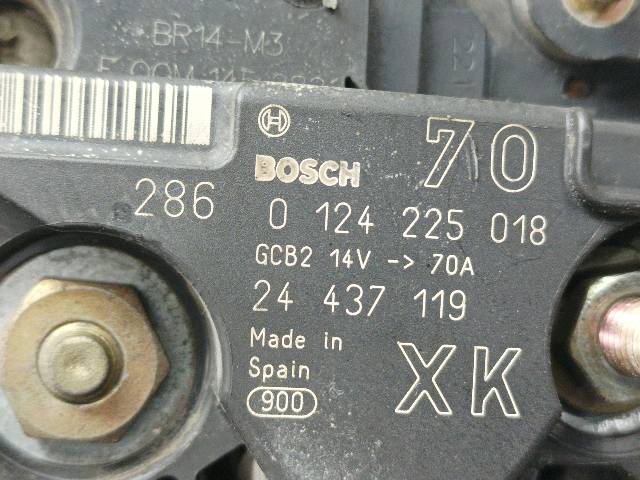 BR14-M3
BOSCH
70
286
0 124 225 018
GCB2 14V -> 70A
24 437 119
Made in
Spain
XK
900